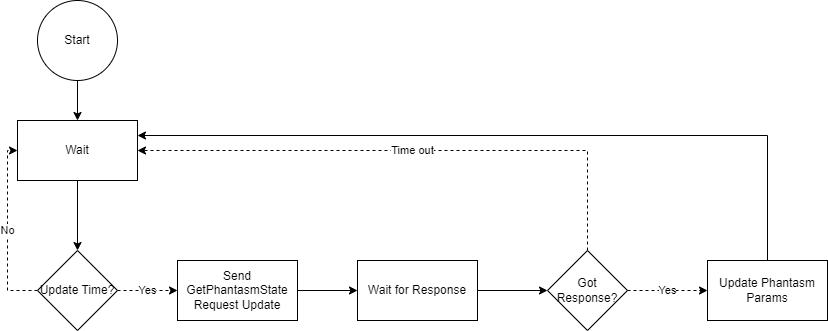 Start
Wait
Time out
No
Update Time?
Yes
Send
GetPhantasmState
Request Update
Wait for Response
Got
Response?
Yes
Update Phantasm
Params